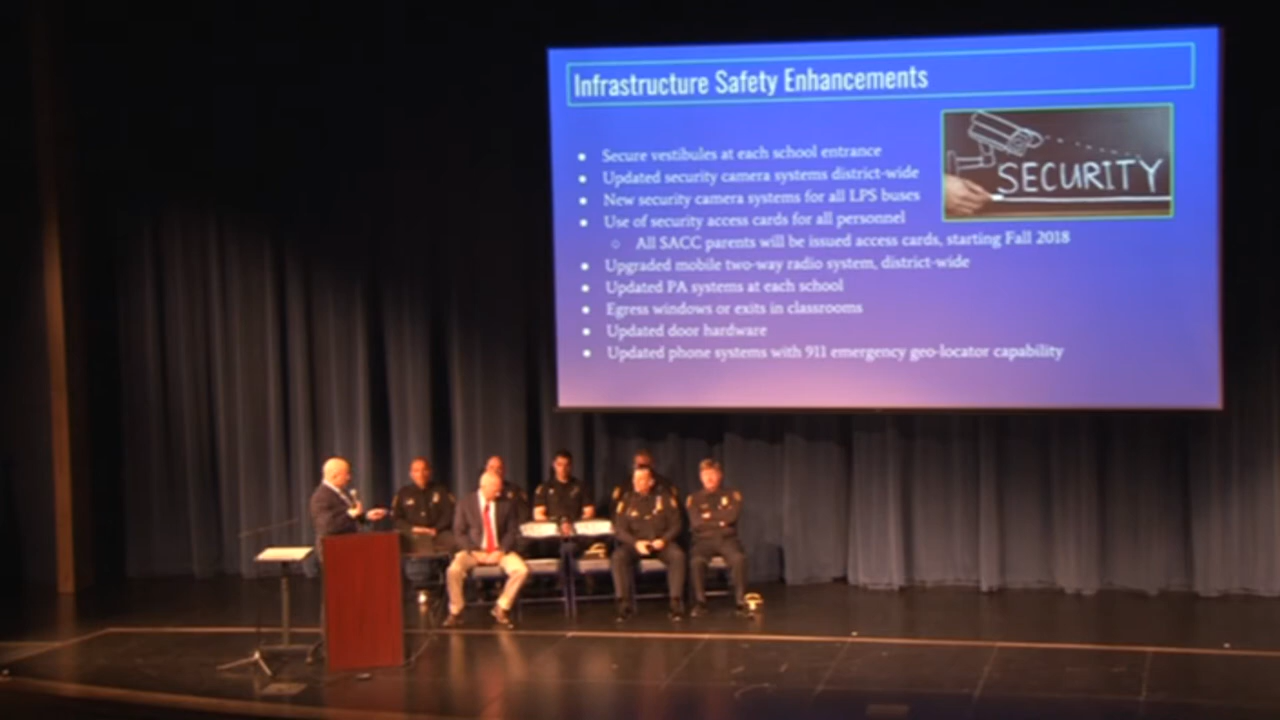 Infrastructure Safety Enhancements
Secure vestibules at each school entrance
Updated security camera systems district-wide
New security camera systems for all LPS buses
Use of security access cards for all personnel
All SACC parents will be issued access cards, starting Fall 2018
Upgraded mobile two-way radio system, district-wide
Updated PA systems at each school
Egress windows or exits in classrooms
Updated door hardware
Updated phone systems with 911 emergency geo-locator capability
SECURITY